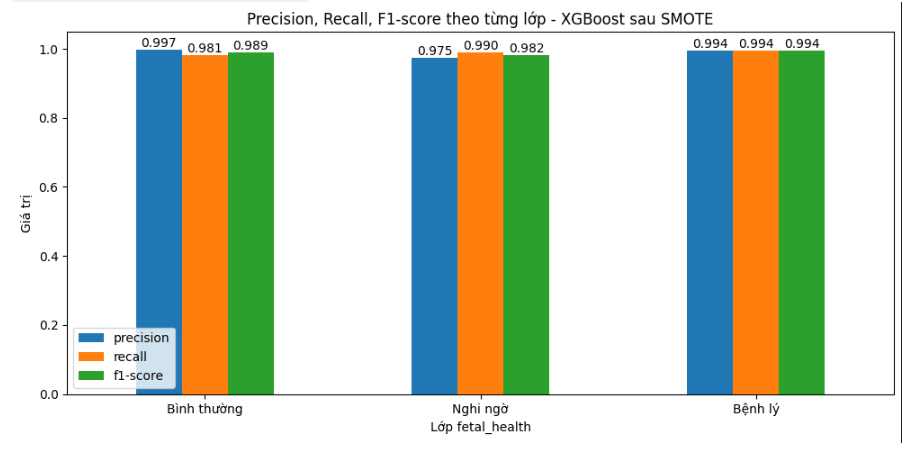 Precision, Recall, F1-score theo từng lớp - XGBoost sau SMOTE
0.997 0.981 0.989 0.975 0.990 0.982 0.994 0.994 0.994
1.0
0.8
0.6
0.4
0.2
0.0
Giá trị
precision
recall
f1-score
Bình thường Nghi ngờ Bệnh lý
Lớp fetal_health